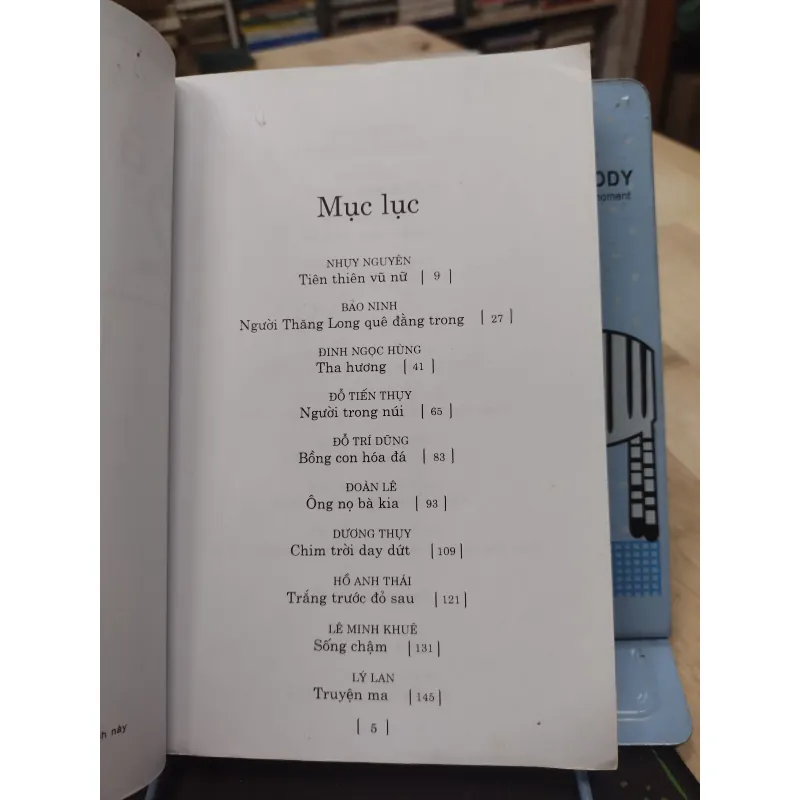 Mục lục
NHỤY NGUYÊN
Tiên thiên vũ nữ | 9 |
BẢO NINH
Người Thăng Long quê đằng trong | 27 |
ĐINH NGỌC HÙNG
Tha hương | 41 |
ĐỖ TIẾN THỤY
Người trong núi | 65 |
ĐỖ TRÍ DŨNG
Bồng con hóa đá | 83 |
ĐOÀN LÊ
Ông nọ bà kia | 93 |
DƯƠNG THỤY
Chim trời day dứt | 109 |
HỒ ANH THÁI
Trắng trước đỏ sau | 121 |
LÊ MINH KHUÊ
Sống chậm | 131 |
LÝ LAN
Truyện ma | 145 |
| 5 |
này
ODY
moment